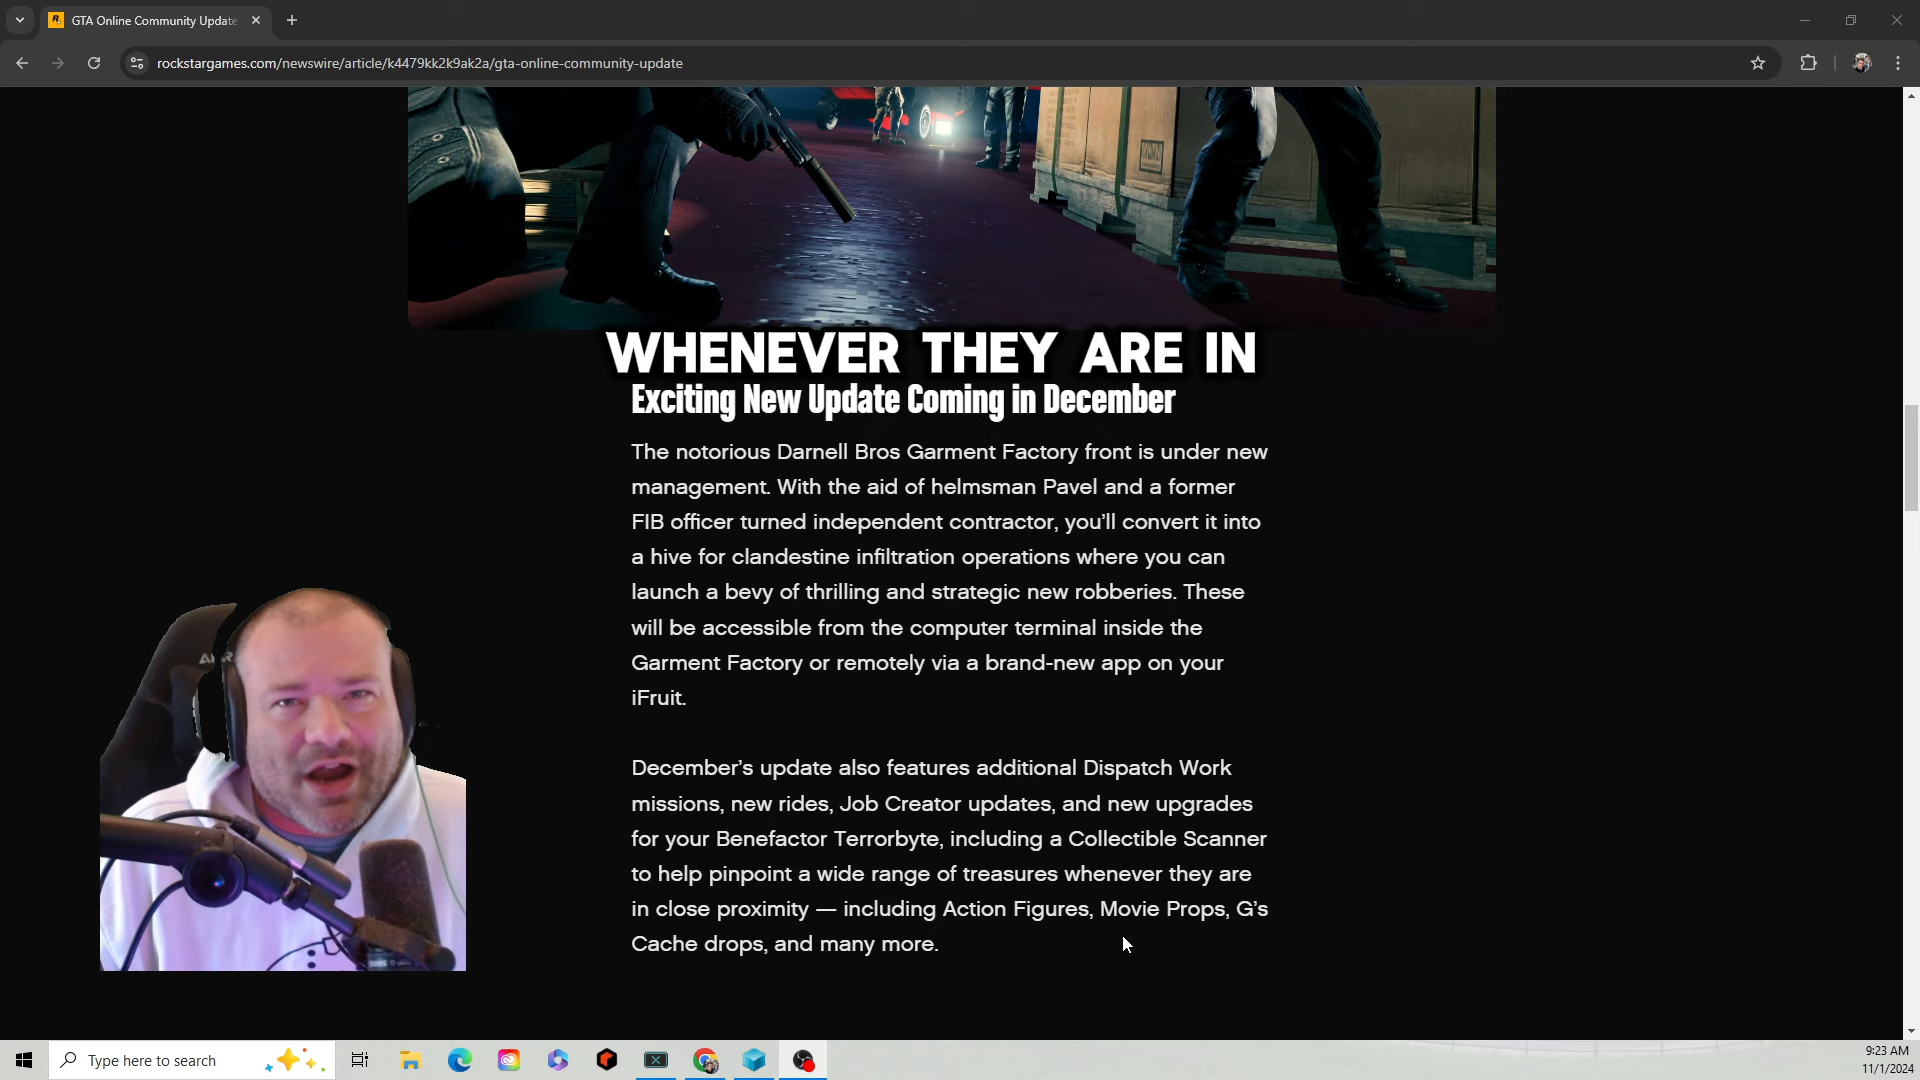 GTA Online Community Update
rockstargames.com/newswire/article/k4479kk2k9ak2a/gta-online-community-update
WHENEVER THEY ARE IN
Exciting New Update Coming in December
The notorious Darnell Bros Garment Factory front is under new
management. With the aid of helmsman Pavel and a former
FIB officer turned independent contractor, you’ll convert it into
a hive for clandestine infiltration operations where you can
launch a bevy of thrilling and strategic new robberies. These
will be accessible from the computer terminal inside the
Garment Factory or remotely via a brand-new app on your
iFruit.
December’s update also features additional Dispatch Work
missions, new rides, Job Creator updates, and new upgrades
for your Benefactor Terrorbyte, including a Collectible Scanner
to help pinpoint a wide range of treasures whenever they are
in close proximity — including Action Figures, Movie Props, G’s
Cache drops, and many more.
Type here to search
9:23 AM
11/1/2024